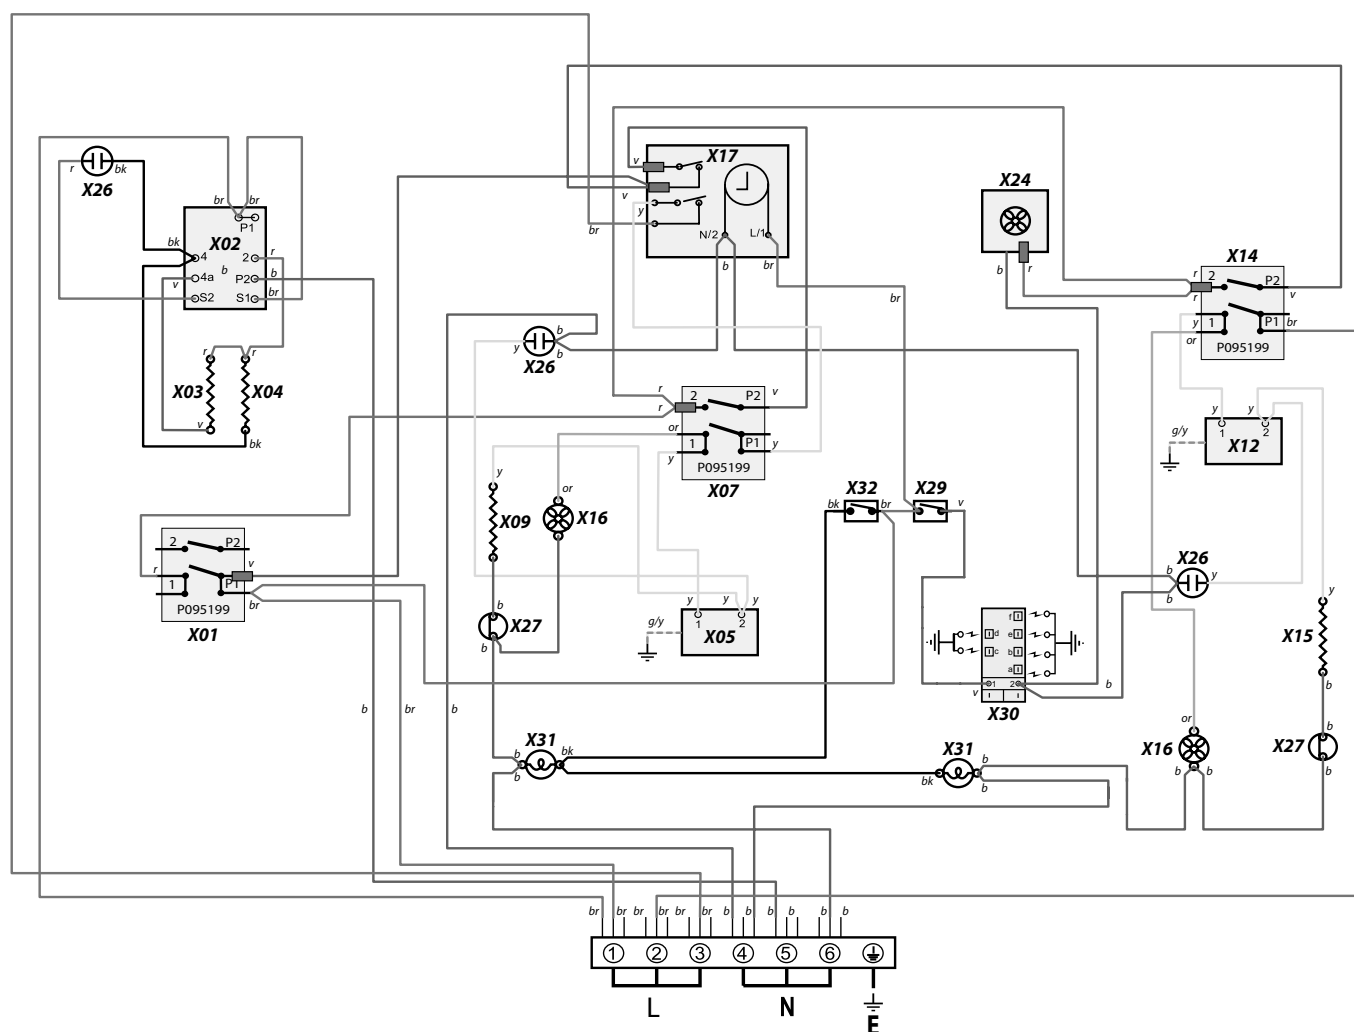 X17
v
v
y
br
N/2
L/1
b
br
br
r
bk
X26
br
br
P1
X02
bk
4
2
r
b
4a
P2
b
v
S2
S1
br
r
r
X03
X04
v
bk
X24
b
r
X14
r
2
P2
r
v
y
1
P1
br
or
P095199
y
b
b
X26
r
2
P2
v
r
or
1
P1
y
y
P095199
X07
y
y
g/y
1
2
X12
y
X09
or
X16
bk
X32
br
X29
v
2
P2
v
r
1
P1
br
P095199
X01
b
X27
b
y
y
y
g/y
1
2
X05
X26
b
y
b
y
X15
b
f
d
e
c
b
a
1
2
v
b
X30
b
br
b
X31
b
bk
b
X31
bk
b
b
or
X16
b
b
b
X27
b
br
br
br
br
br
br
b
b
b
b
b
b
1
2
3
4
5
6
L
N
E